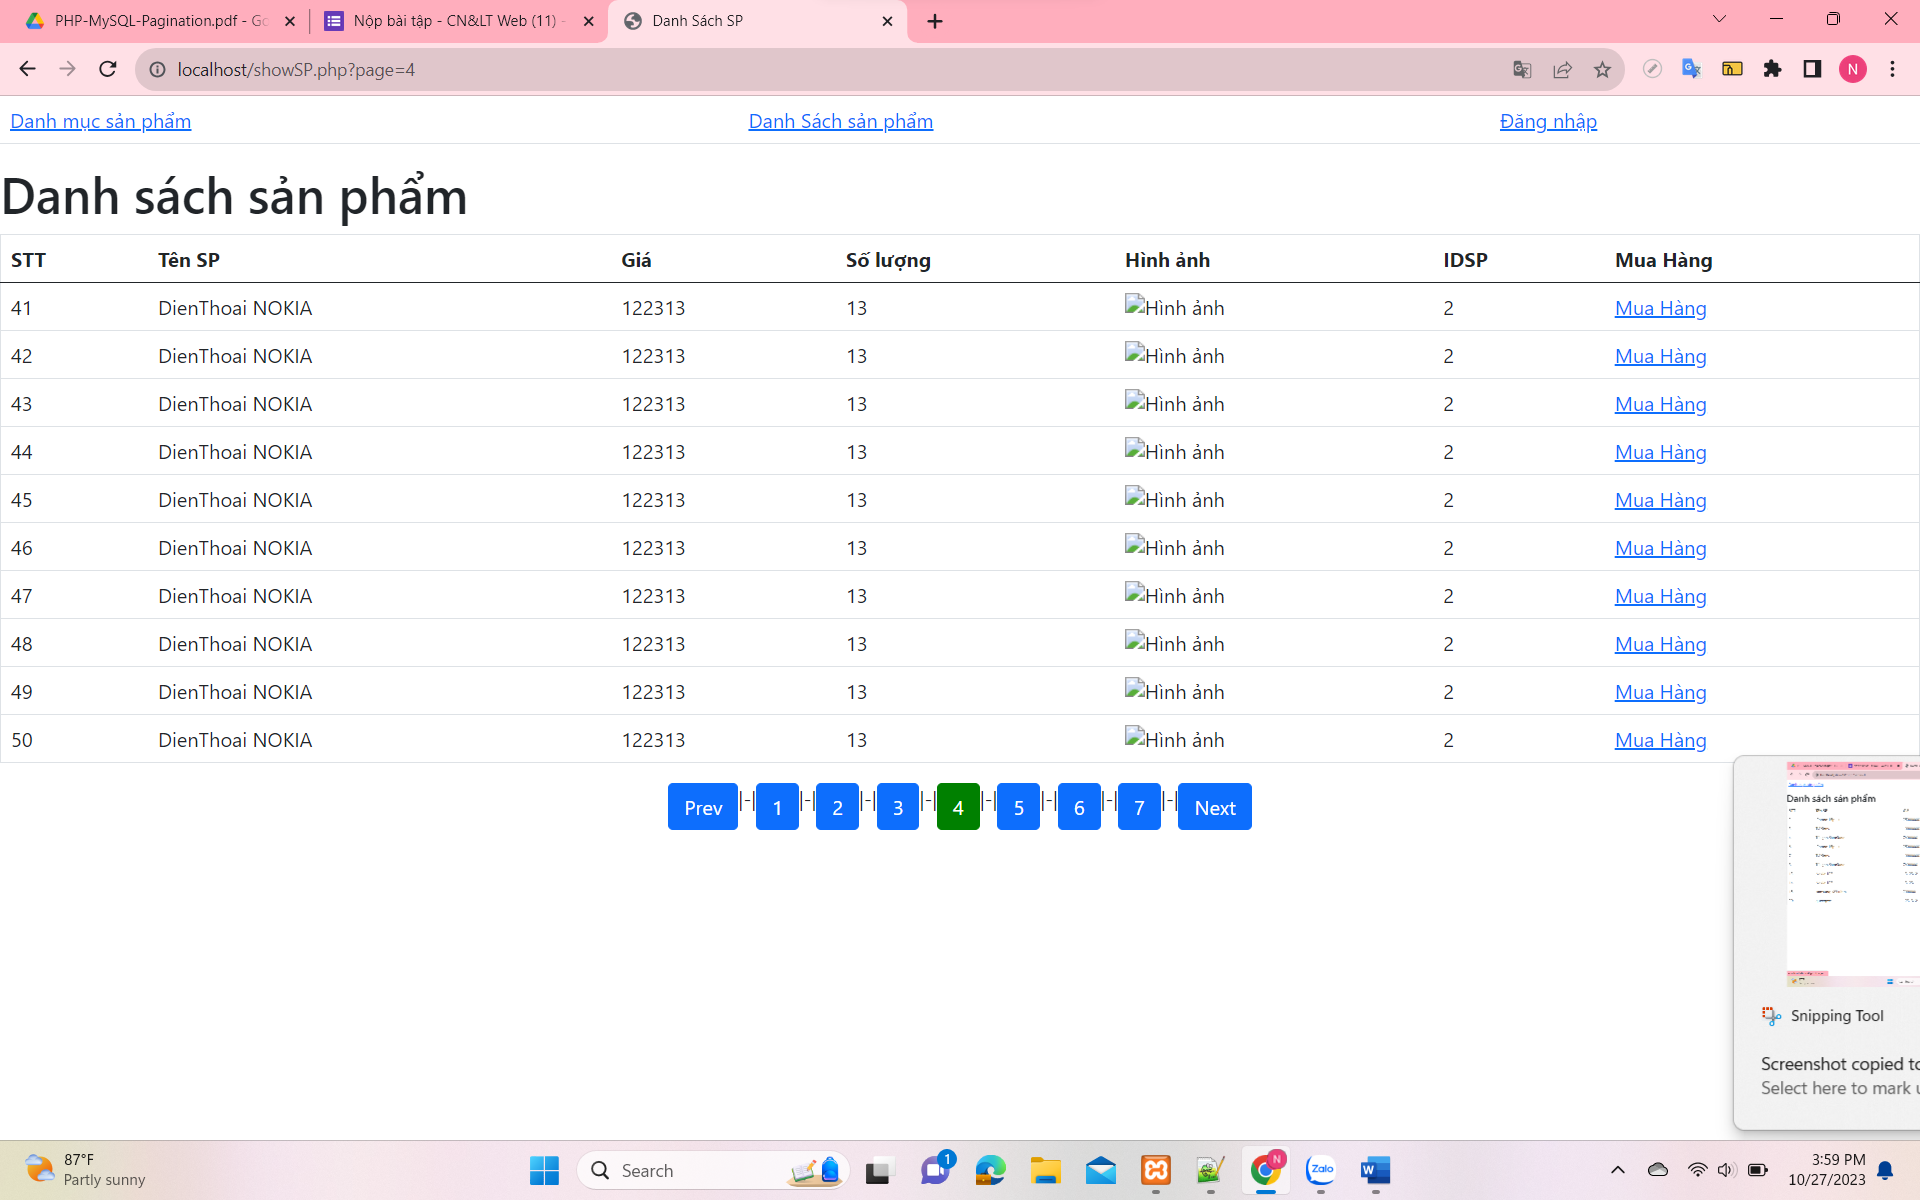 PHP-MySQL-Pagination.pdf - Go
Nộp bài tập - CN&LT Web (11) -
Danh Sách SP
localhost/showSP.php?page=4
N
Danh mục sản phẩm
Danh Sách sản phẩm
Đăng nhập
Danh sách sản phẩm
STT Tên SP Giá Số lượng Hình ảnh IDSP Mua Hàng
41 DienThoai NOKIA 122313 13 Hình ảnh 2 Mua Hàng
42 DienThoai NOKIA 122313 13 Hình ảnh 2 Mua Hàng
43 DienThoai NOKIA 122313 13 Hình ảnh 2 Mua Hàng
44 DienThoai NOKIA 122313 13 Hình ảnh 2 Mua Hàng
45 DienThoai NOKIA 122313 13 Hình ảnh 2 Mua Hàng
46 DienThoai NOKIA 122313 13 Hình ảnh 2 Mua Hàng
47 DienThoai NOKIA 122313 13 Hình ảnh 2 Mua Hàng
48 DienThoai NOKIA 122313 13 Hình ảnh 2 Mua Hàng
49 DienThoai NOKIA 122313 13 Hình ảnh 2 Mua Hàng
50 DienThoai NOKIA 122313 13 Hình ảnh 2 Mua Hàng
Prev |-| 1 |-| 2 |-| 3 |-| 4 |-| 5 |-| 6 |-| 7 |-| Next
Danh sách sản phẩm
Snipping Tool
Screenshot copied to
Select here to mark u
87°F
Partly sunny
Search
1
N
Zalo
W
3:59 PM
10/27/2023